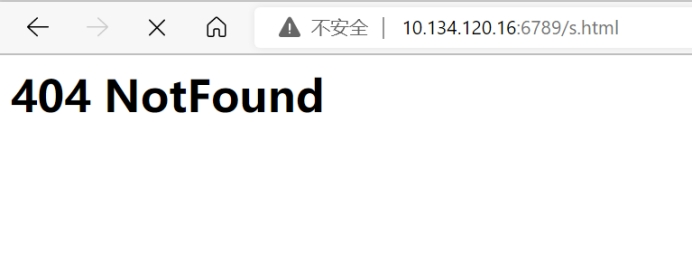 不安全 | 10.134.120.16:6789/s.html
404 NotFound